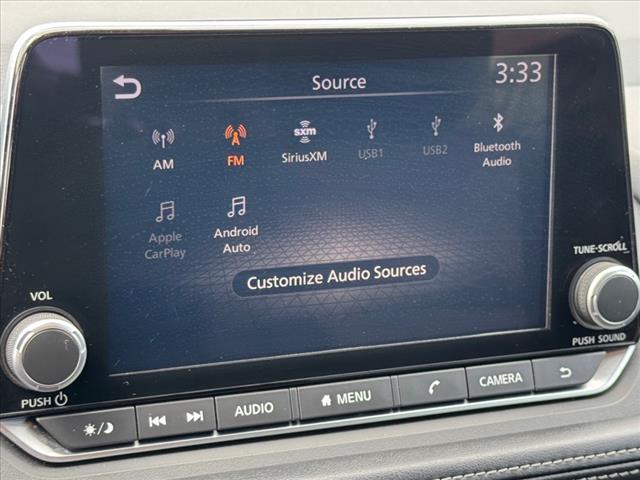 Source
3:33
AM
FM
sxm
SiriusXM
USB1
USB2
Bluetooth
Audio
Apple
CarPlay
Android
Auto
Customize Audio Sources
VOL
PUSH
TUNE·SCROLL
PUSH SOUND
AUDIO
MENU
CAMERA